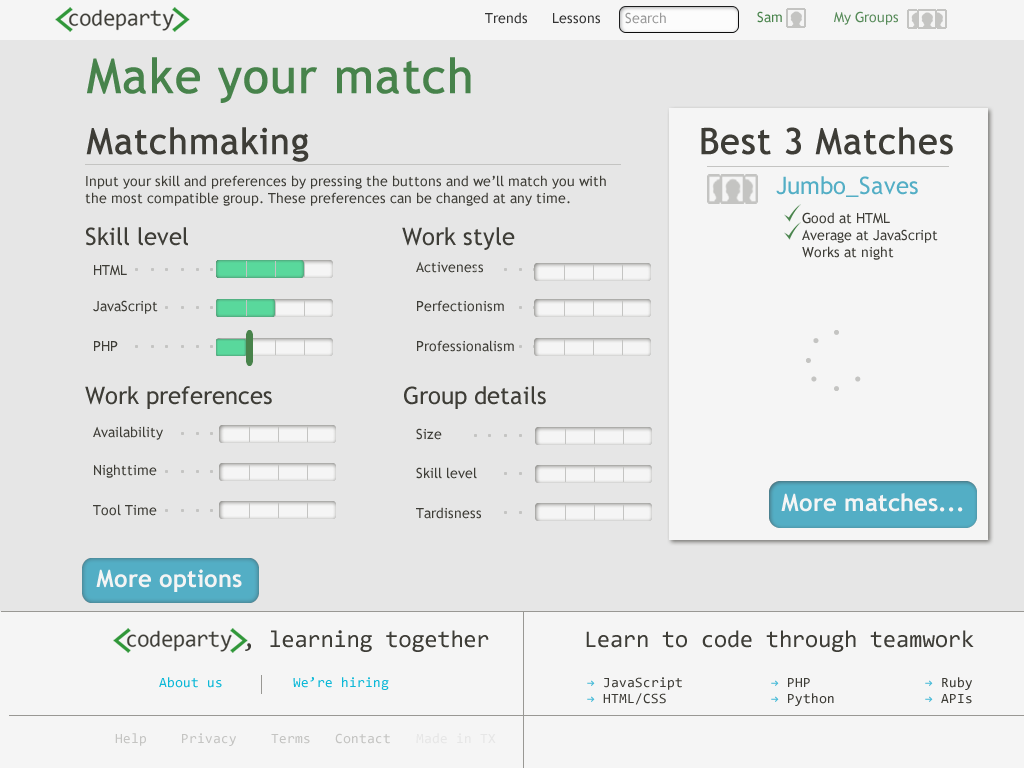 <codeparty>
Trends Lessons Search Sam My Groups
Make your match
Matchmaking
Input your skill and preferences by pressing the buttons and we’ll match you with
the most compatible group. These preferences can be changed at any time.
Skill level
HTML
JavaScript
PHP
Work style
Activeness
Perfectionism
Professionalism
Work preferences
Availability
Nighttime
Tool Time
Group details
Size
Skill level
Tardisness
More options
Best 3 Matches
Jumbo_Saves
Good at HTML
Average at JavaScript
Works at night
More matches...
<codeparty>, learning together
About us | We’re hiring
Learn to code through teamwork
→ JavaScript
→ HTML/CSS
→ PHP
→ Python
→ Ruby
→ APIs
Help Privacy Terms Contact Made in TX